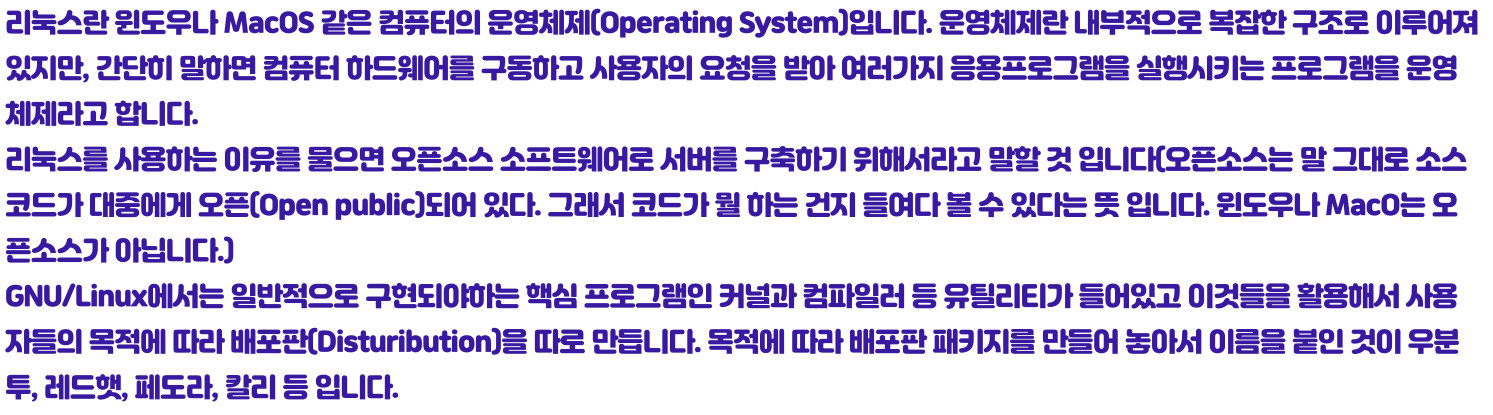 리눅스란 윈도우나 MacOS 같은 컴퓨터의 운영체제(Operating System)입니다. 운영체제란 내부적으로 복잡한 구조로 이루어져
있지만, 간단히 말하면 컴퓨터 하드웨어를 구동하고 사용자의 요청을 받아 여러가지 응용프로그램을 실행시키는 프로그램을 운영
체제라고 합니다.
리눅스를 사용하는 이유를 물으면 오픈소스 소프트웨어로 서버를 구축하기 위해서라고 말할 것 입니다(오픈소스는 말 그대로 소스
코드가 대중에게 오픈(Open public)되어 있다. 그래서 코드가 뭘 하는 건지 들여다 볼 수 있다는 뜻 입니다. 윈도우나 MacO는 오
픈소스가 아닙니다.)
GNU/Linux에서는 일반적으로 구현되야하는 핵심 프로그램인 커널과 컴파일러 등 유틸리티가 들어있고 이것들을 활용해서 사용
자들의 목적에 따라 배포판(Disturibution)을 따로 만듭니다. 목적에 따라 배포판 패키지를 만들어 놓아서 이름을 붙인 것이 우분
투, 레드햇, 페도라, 칼리 등 입니다.